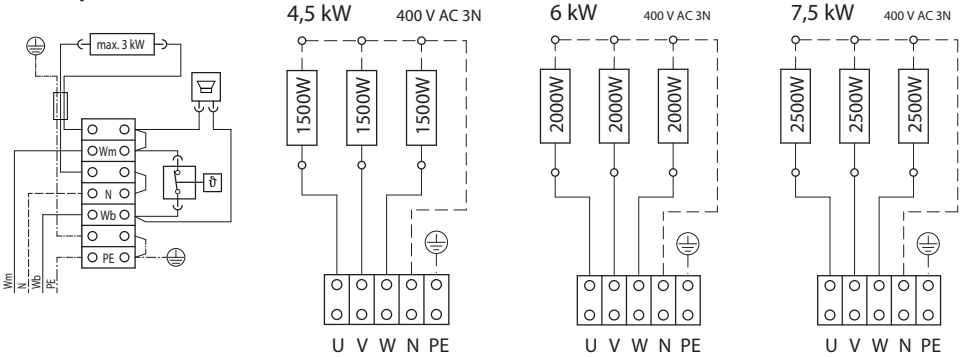 max. 3 kW
ϑ
Wm
N
Wb
PE
Wm
N
Wb
PE
4,5 kW 400 V AC 3N
1500W
1500W
1500W
U V W N PE
6 kW 400 V AC 3N
2000W
2000W
2000W
U V W N PE
7,5 kW 400 V AC 3N
2500W
2500W
2500W
U V W N PE